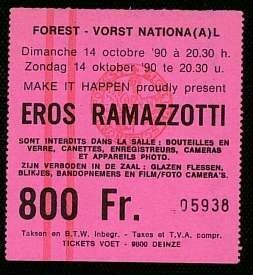 FOREST - VORST NATIONA(A)L
Dimanche 14 octobre '90 à 20.30 h.
Zondag 14 oktober '90 te 20.30 u.
MAKE IT HAPPEN proudly present
EROS RAMAZZOTTI
SONT INTERDITS DANS LA SALLE : BOUTEILLES EN
VERRE, CANETTES, ENREGISTREURS, CAMERAS
ET APPAREILS PHOTO.
ZIJN VERBODEN IN DE ZAAL : GLAZEN FLESSEN,
BLIKJES, BANDOPNEMERS EN FILM/FOTO CAMERA'S.
800 Fr. 05938
Taksen en B.T.W. inbegr. - Taxes et T.V.A. compr.
TICKETS VOET - 9800 DEINZE